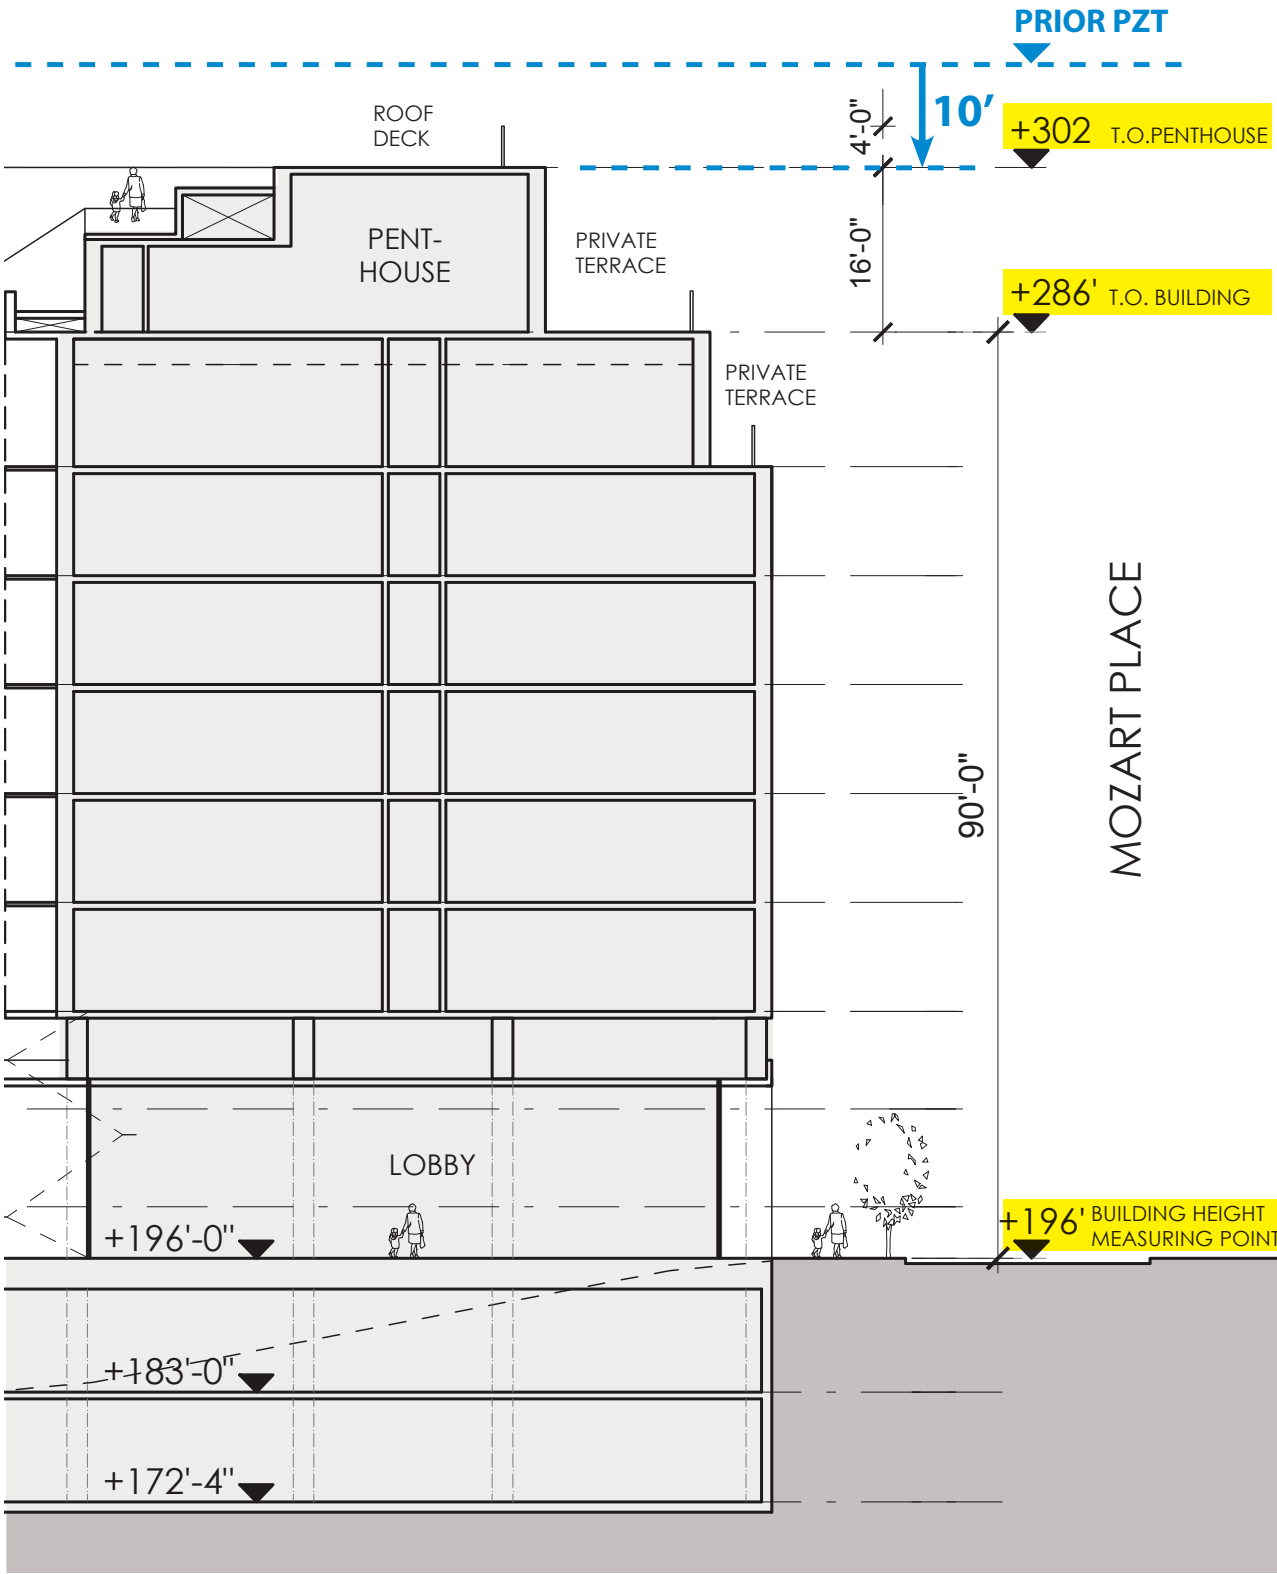 PRIOR PZT
10’
4'-0"
+302 T.O.PENTHOUSE
ROOF
DECK
PENT-
HOUSE
PRIVATE
TERRACE
16'-0"
+286' T.O. BUILDING
PRIVATE
TERRACE
MOZART PLACE
90'-0"
LOBBY
+196'-0"
+196' BUILDING HEIGHT
MEASURING POINT
+183'-0"
+172'-4"